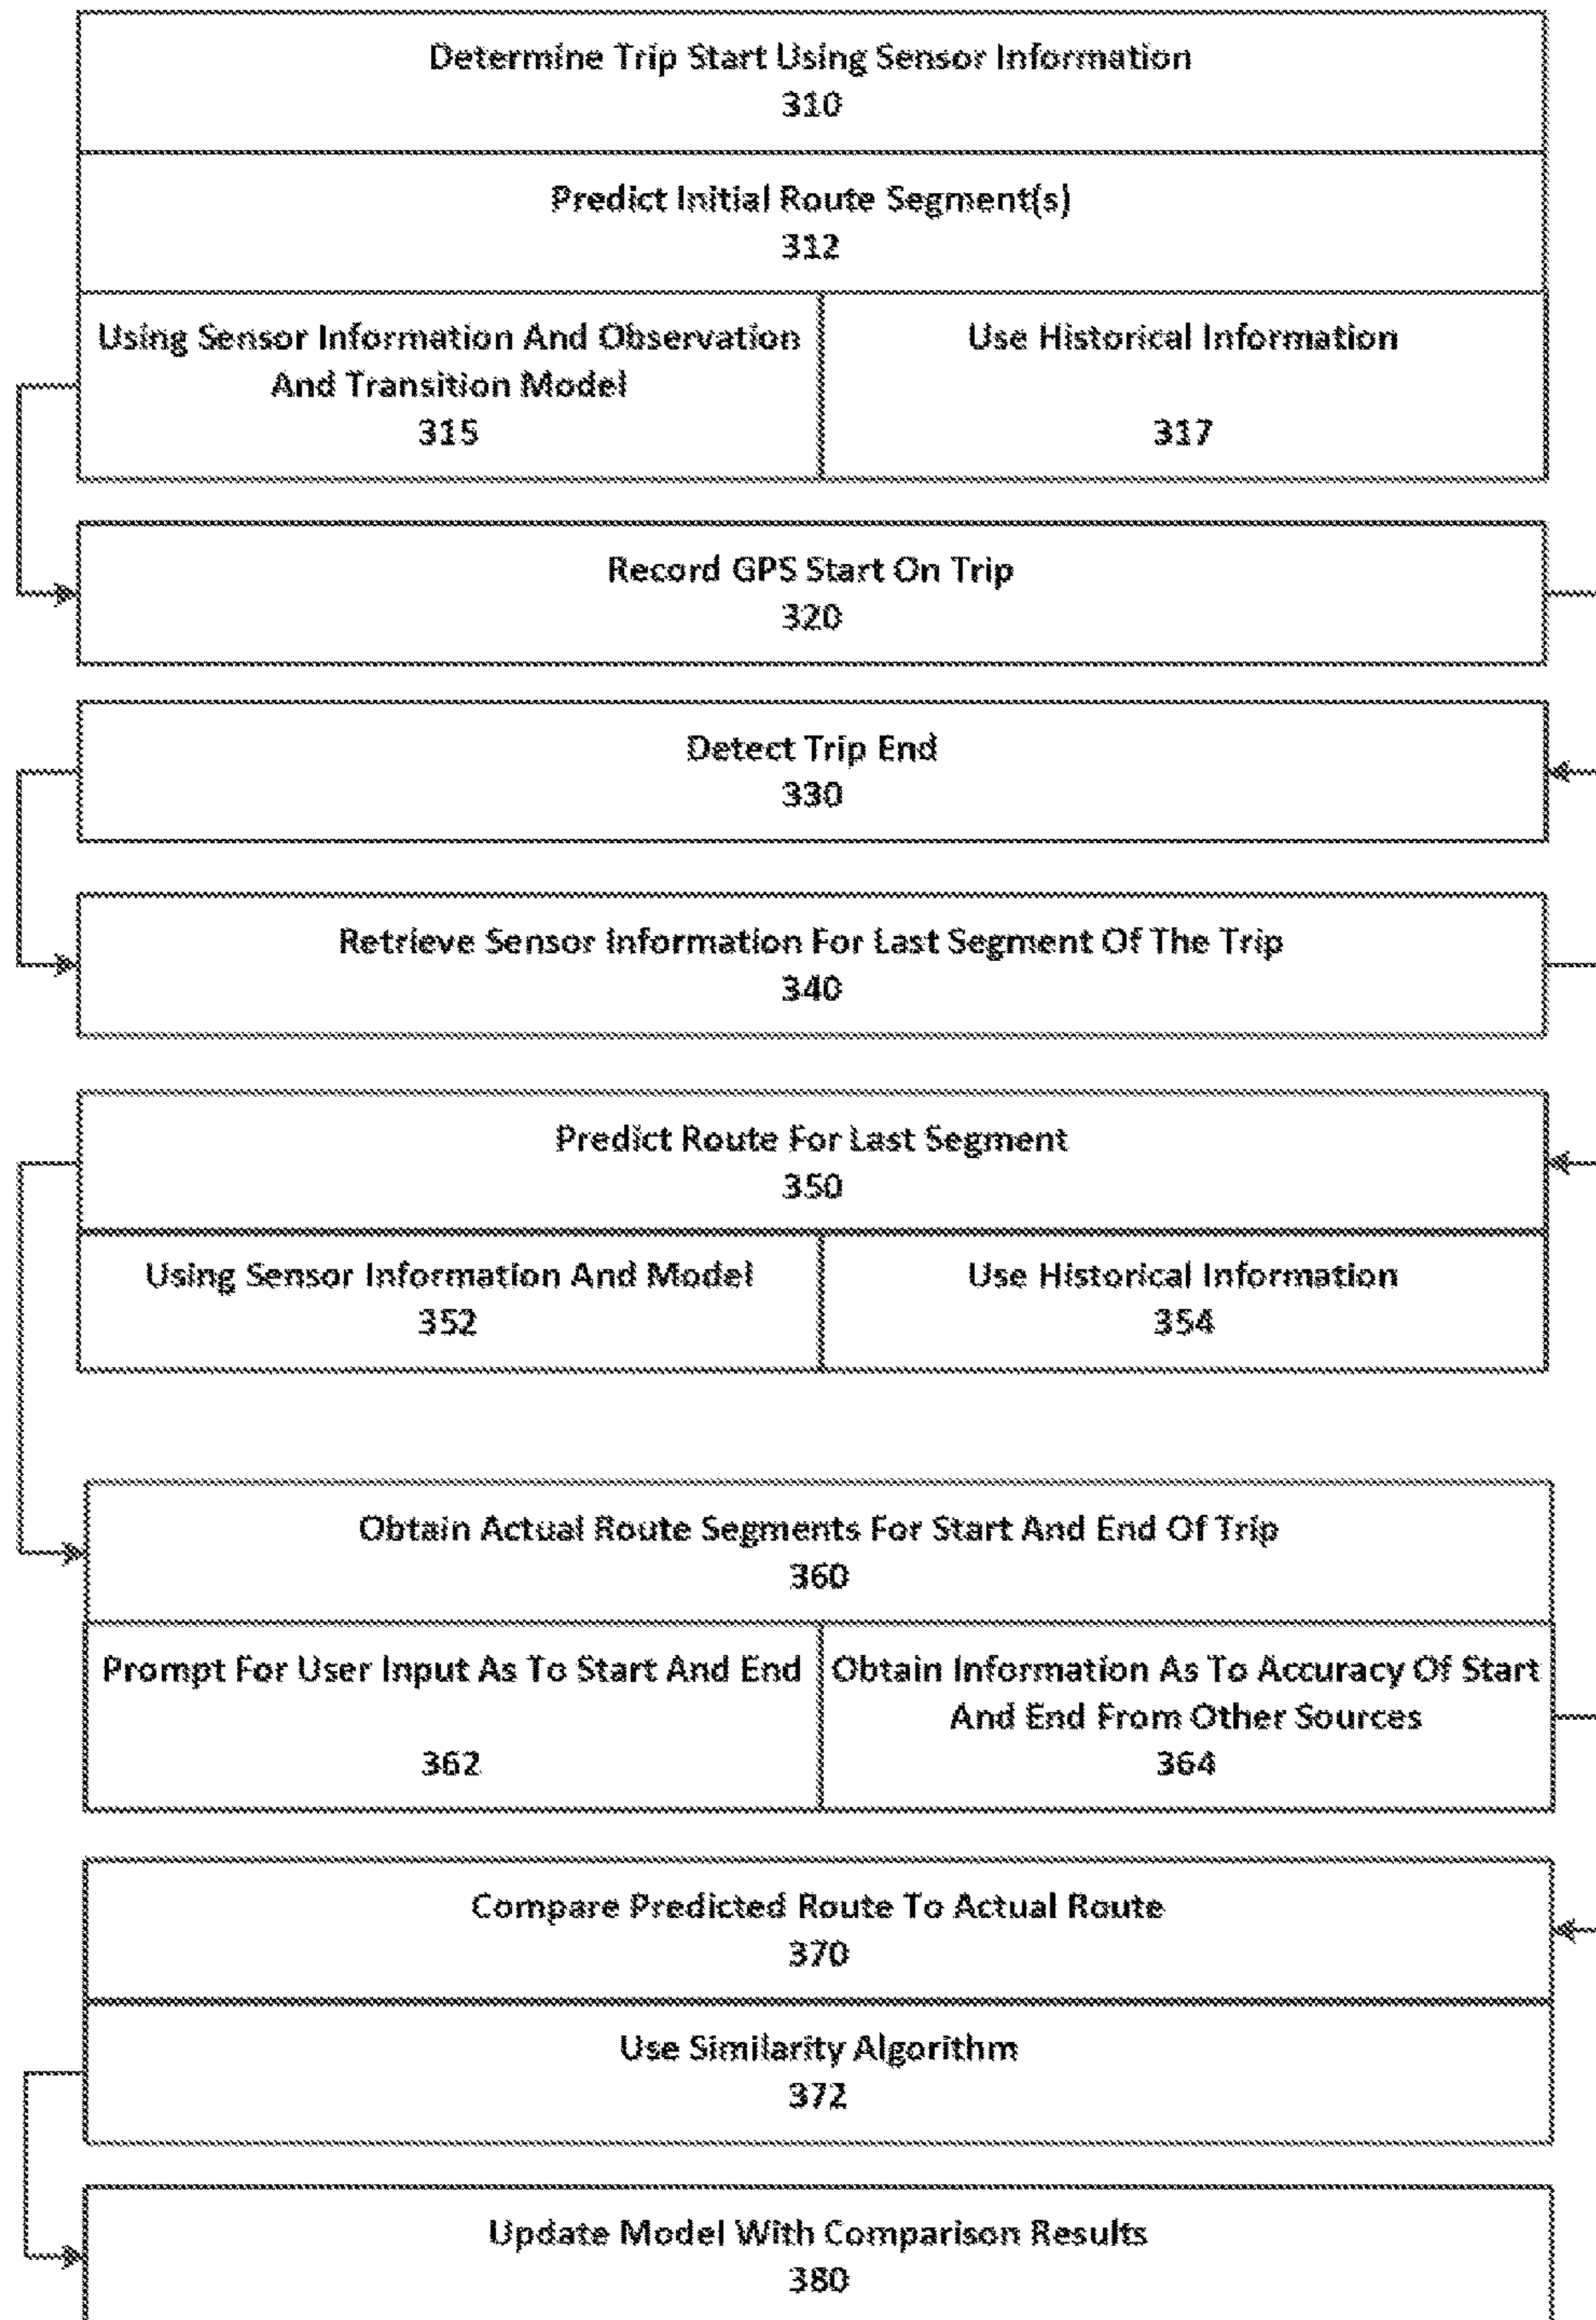 Determine Trip Start Using Sensor Information
310
Predict Initial Route Segment(s)
312
Using Sensor Information And Observation
And Transition Model
315
Use Historical Information
317
Record GPS Start On Trip
320
Detect Trip End
330
Retrieve Sensor Information For Last Segment Of The Trip
340
Predict Route For Last Segment
350
Using Sensor Information And Model
352
Use Historical Information
354
Obtain Actual Route Segments For Start And End Of Trip
360
Prompt For User Input As To Start And End
362
Obtain Information As To Accuracy Of Start
And End From Other Sources
364
Compare Predicted Route To Actual Route
370
Use Similarity Algorithm
372
Update Model With Comparison Results
380